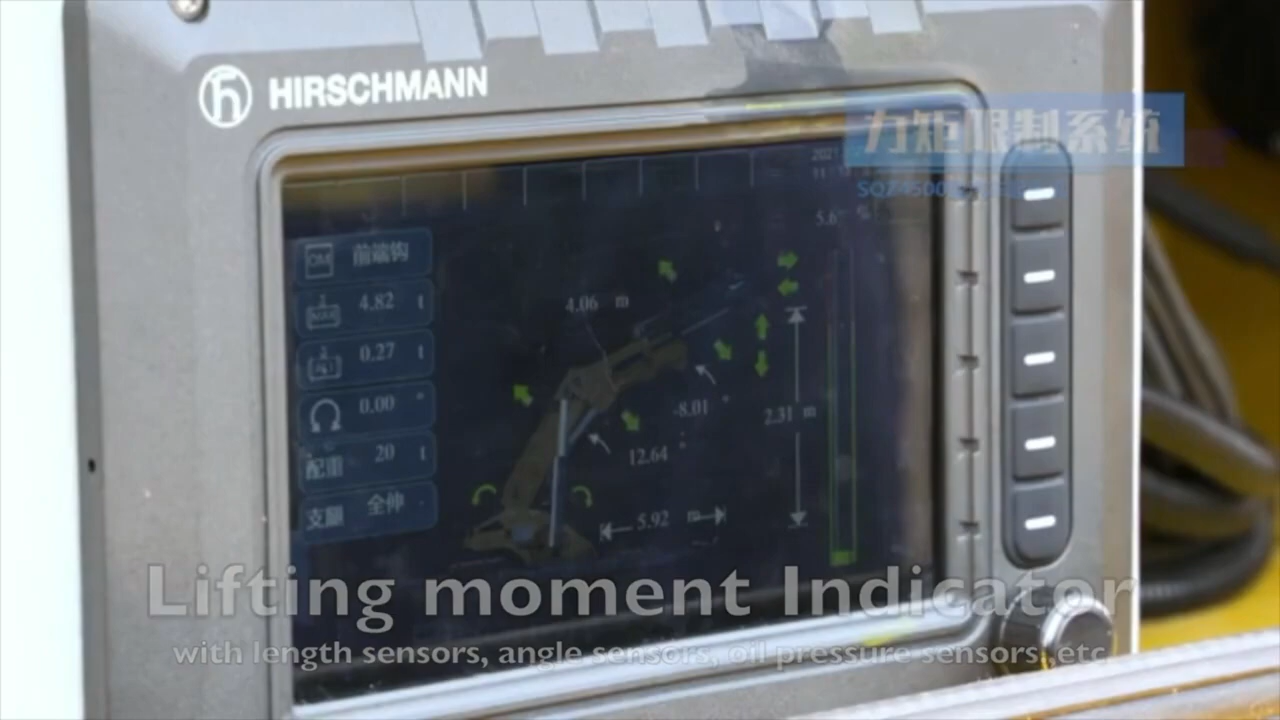 HIRSCHMANN
力矩限制系统
前端钩
4.82 t
0.27 t
0.00 °
配重 20 t
支腿 全伸
4.06 m
-8.01 °
12.64 °
2.31 m
5.92 m
Lifting moment Indicator
with length sensors, angle sensors, oil pressure sensors ,etc.